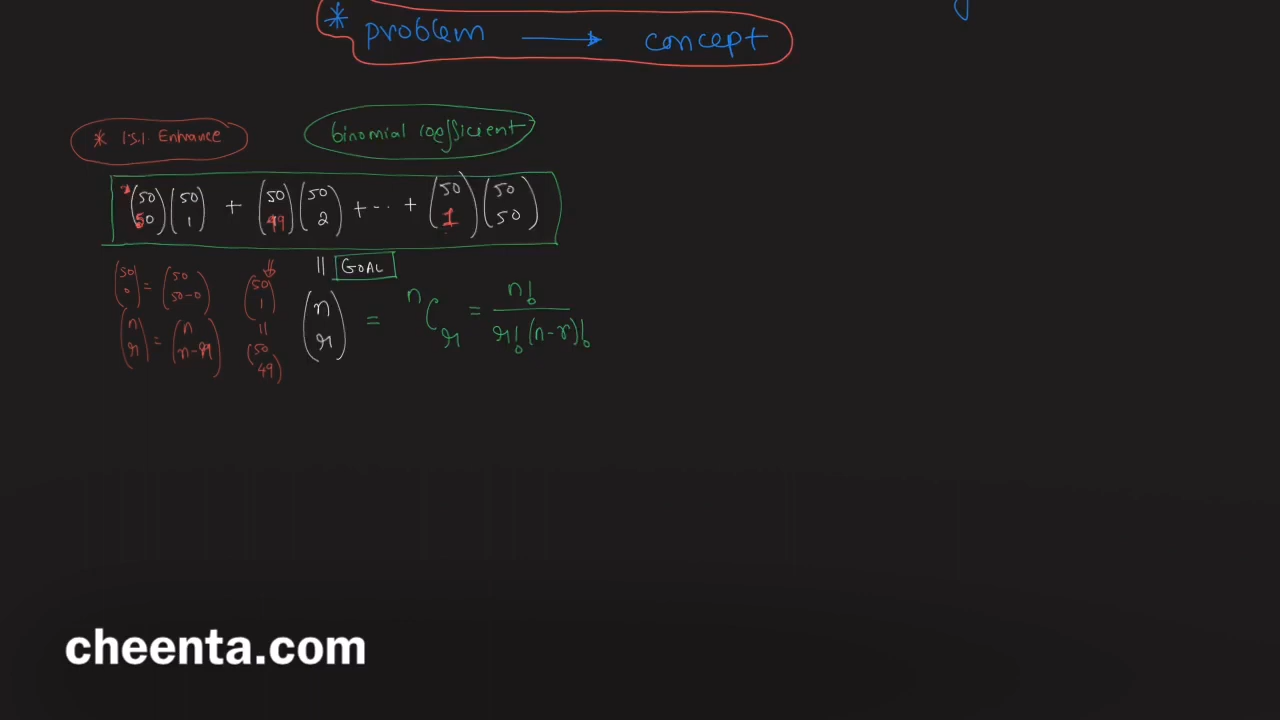 * problem → concept
* I.S.I. Enhance
binomial coefficient
(50 50)(50 1) + (50 49)(50 2) + ... + (50 1)(50 50)
|| GOAL
(50 0) = (50 50-0)
(n r) = (n n-r)
(50 1) || (50 49)
(n r) = nCr = n! / r!(n-r)!
cheenta.com